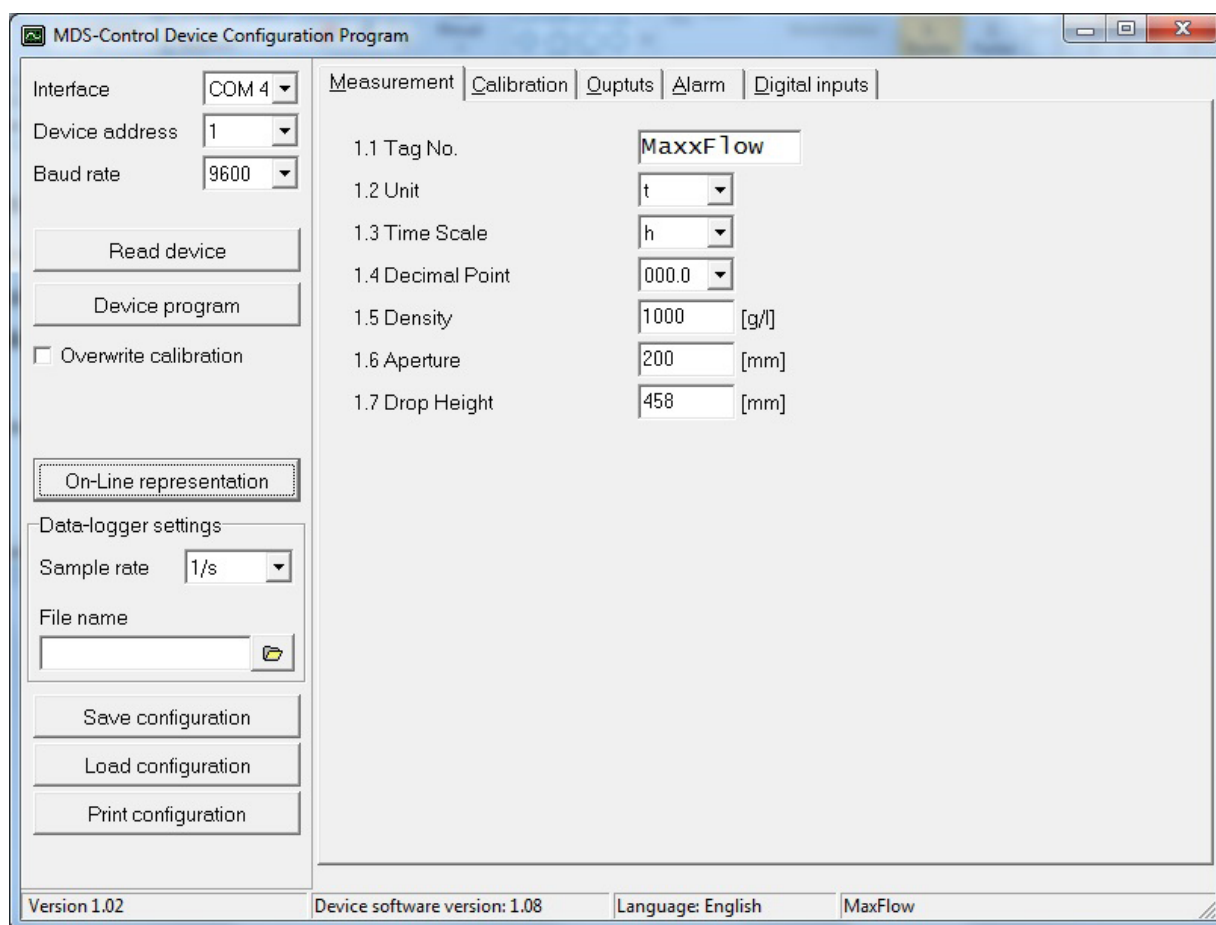 MDS-Control Device Configuration Program
Interface COM 4
Device address 1
Baud rate 9600
Read device
Device program
Overwrite calibration
On-Line representation
Data-logger settings
Sample rate 1/s
File name
Save configuration
Load configuration
Print configuration
Measurement Calibration Ouptuts Alarm Digital inputs
1.1 Tag No. MaxxFlow
1.2 Unit t
1.3 Time Scale h
1.4 Decimal Point 000.0
1.5 Density 1000 [g/l]
1.6 Aperture 200 [mm]
1.7 Drop Height 458 [mm]
Version 1.02 Device software version: 1.08 Language: English MaxFlow